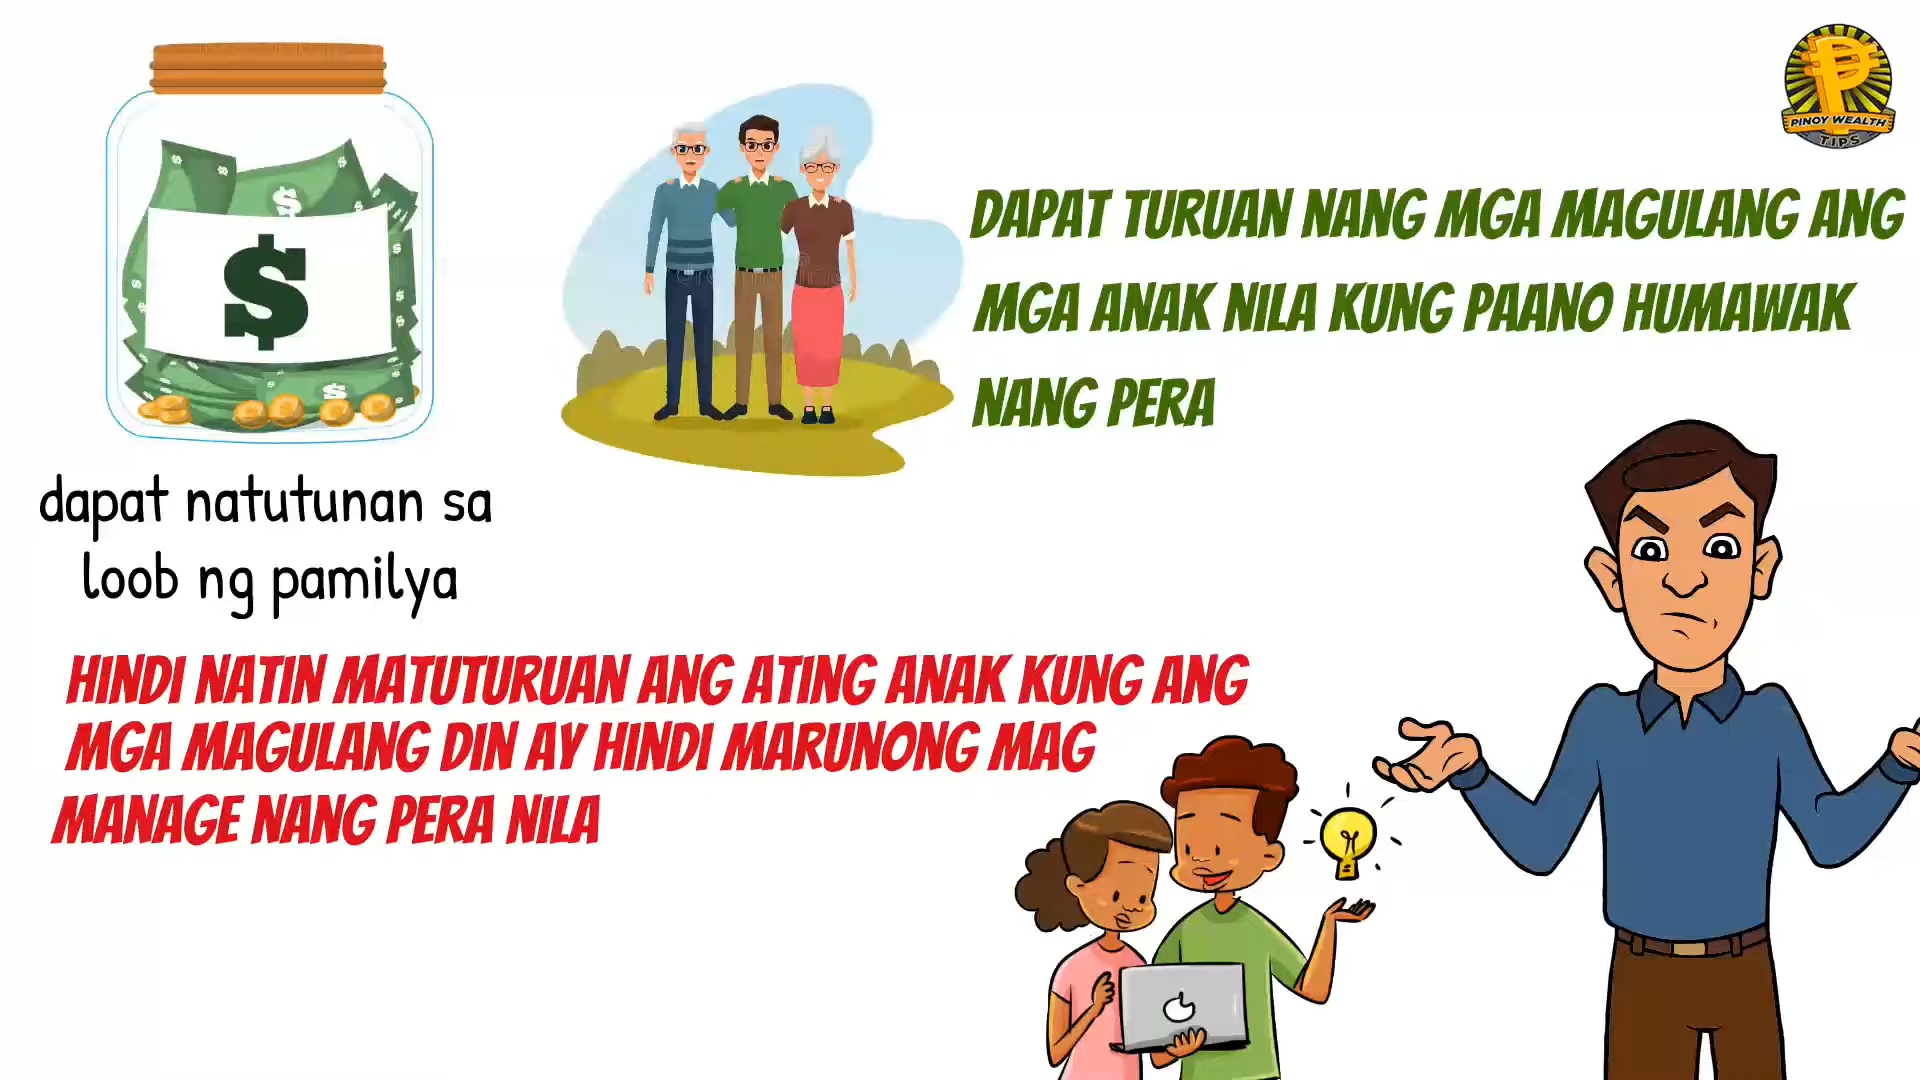 PINOY WEALTH
TIPS
DAPAT TURUAN NANG MGA MAGULANG ANG
MGA ANAK NILA KUNG PAANO HUMAWAK
NANG PERA
$
dapat natutunan sa
loob ng pamilya
HINDI NATIN MATUTURUAN ANG ATING ANAK KUNG ANG
MGA MAGULANG DIN AY HINDI MARUNONG MAG
MANAGE NANG PERA NILA